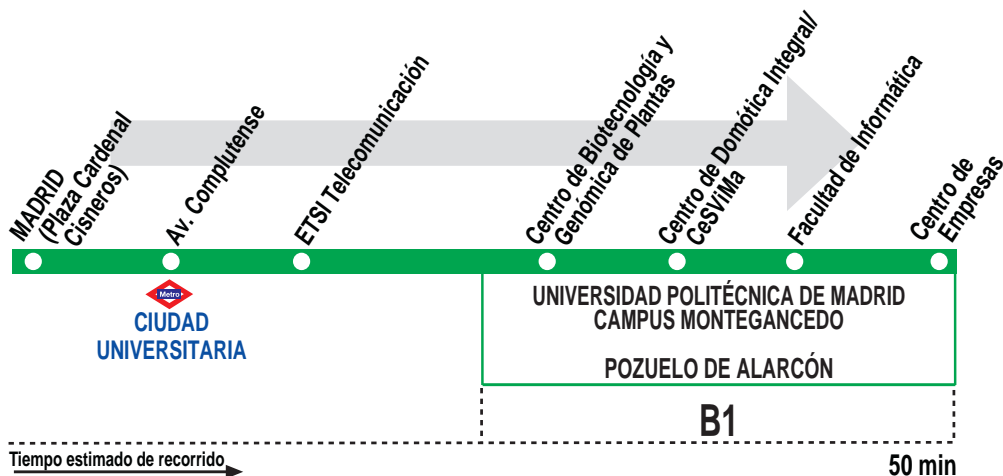 MADRID
(Plaza Cardenal
Cisneros)
Av. Complutense
ETSI Telecomunicación
Centro de Biotecnología y
Genómica de Plantas
Centro de Domótica Integral/
CeSViMa
Facultad de Informática
Centro de
Empresas
Metro
CIUDAD
UNIVERSITARIA
UNIVERSIDAD POLITÉCNICA DE MADRID
CAMPUS MONTEGANCEDO
POZUELO DE ALARCÓN
B1
Tiempo estimado de recorrido
50 min